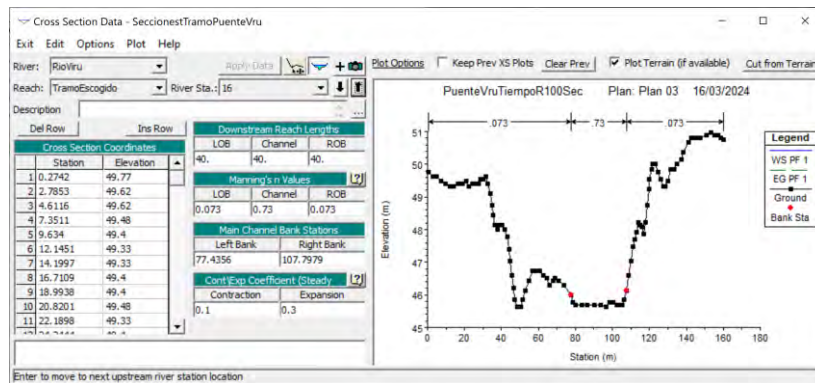 Cross Section Data - SeccionestTramoPuenteVru
Exit Edit Options Plot Help
River: RioViru Apply Data
Reach: TramoEscogido River Sta.: 16
Description
Del Row Ins Row
Cross Section Coordinates
Station Elevation
1 0.2742 49.77
2 2.7853 49.62
3 4.6116 49.62
4 7.3511 49.48
5 9.634 49.4
6 12.1451 49.33
7 14.1997 49.33
8 16.7109 49.4
9 18.9938 49.4
10 20.8201 49.48
11 22.1898 49.33
Downstream Reach Lengths
LOB Channel ROB
40. 40. 40.
Manning's n Values
LOB Channel ROB
0.073 0.73 0.073
Main Channel Bank Stations
Left Bank Right Bank
77.4356 107.7979
Cont\Exp Coefficient (Steady
Contraction Expansion
0.1 0.3
Plot Options Keep Prev XS Plots Clear Prev Plot Terrain (if available) Cut from Terrain
PuenteVruTiempoR100Sec Plan: Plan 03 16/03/2024
.073 .73 .073
Elevation (m)
51
50
49
48
47
46
45
0 20 40 60 80 100 120 140 160 180
Station (m)
Legend
WS PF 1
EG PF 1
Ground
Bank Sta
Enter to move to next upstream river station location